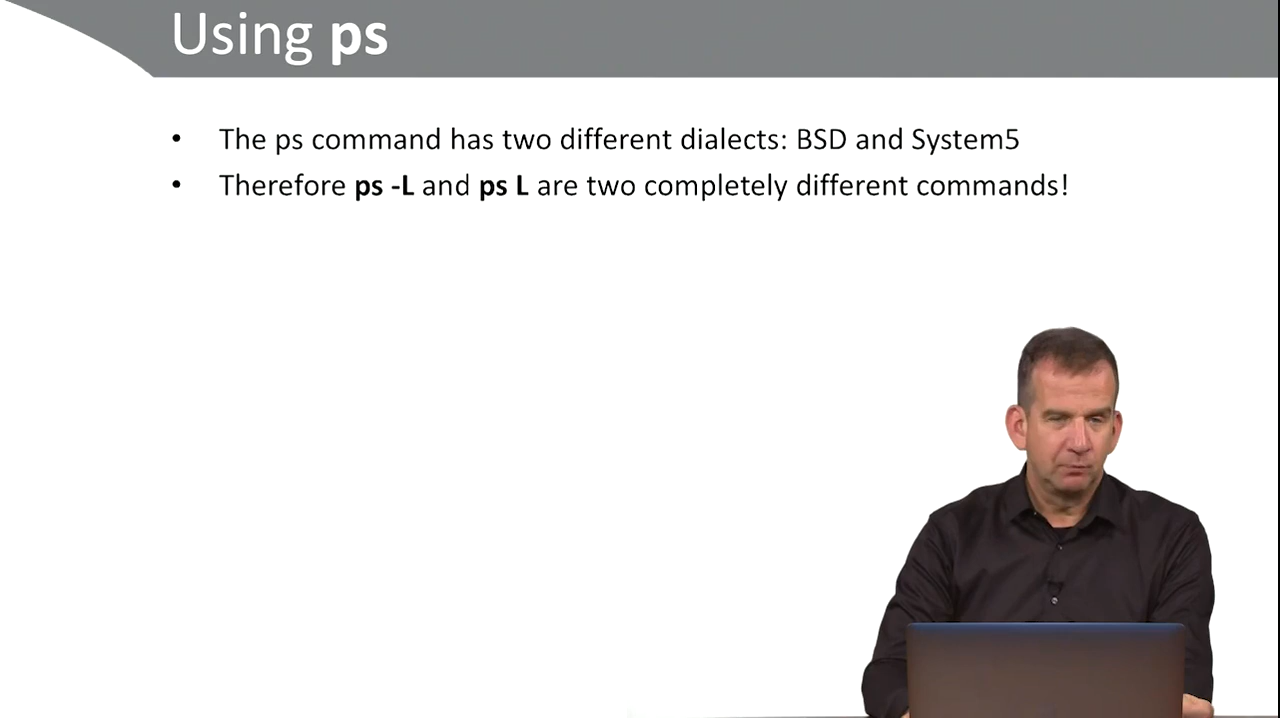 Using ps
• The ps command has two different dialects: BSD and System5
• Therefore ps -L and ps L are two completely different commands!